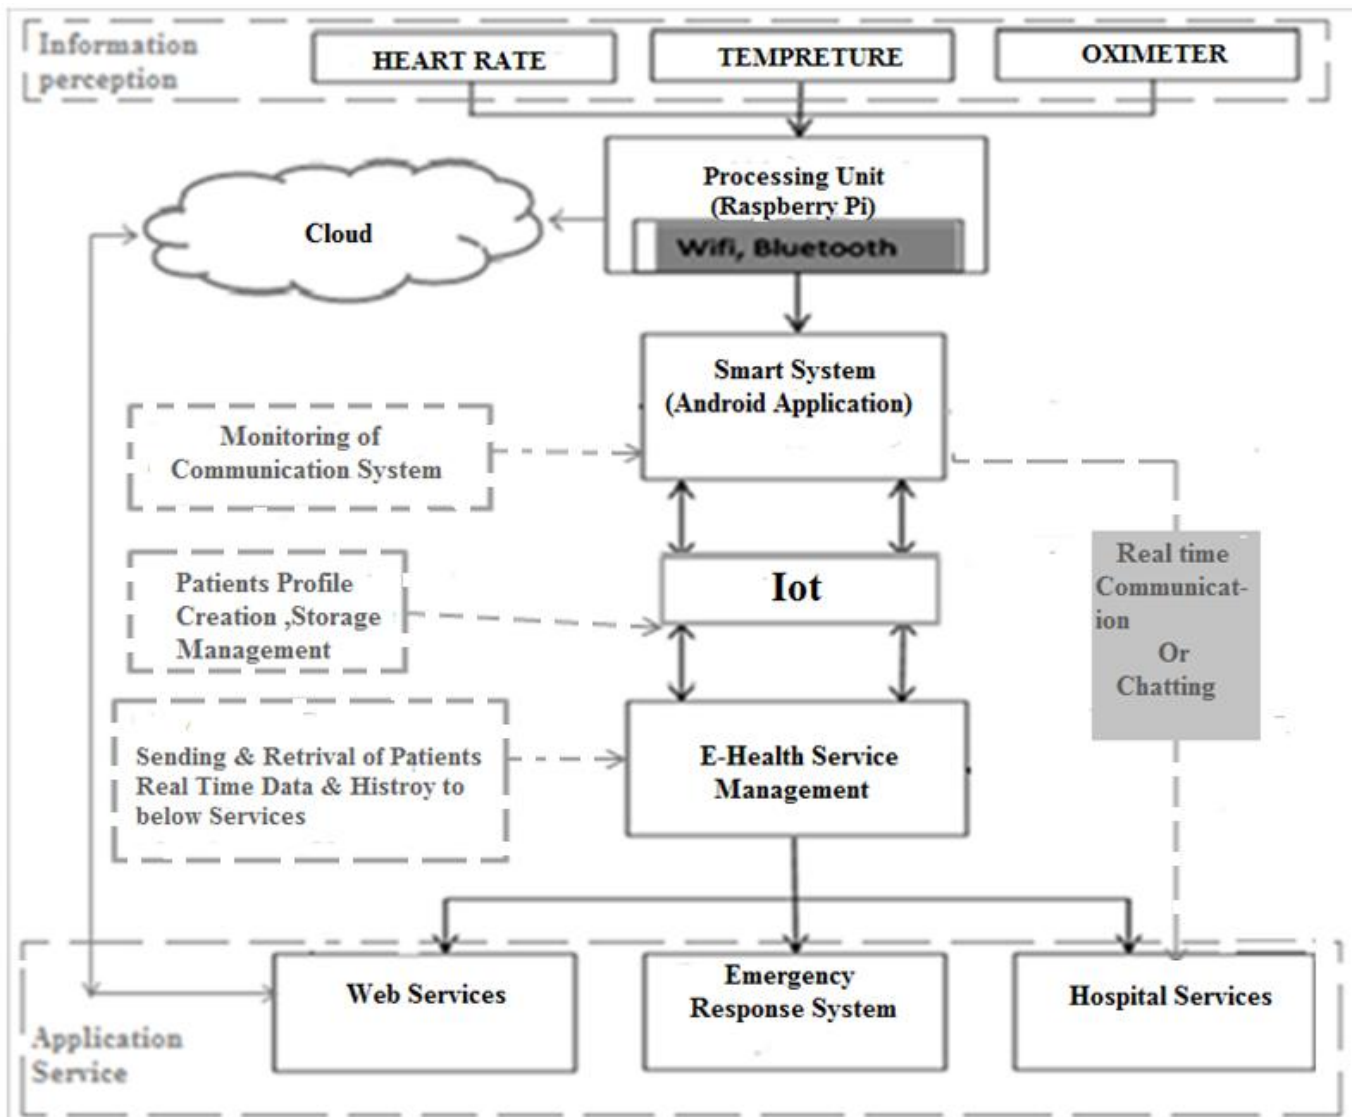 Information
perception
HEART RATE
TEMPRETURE
OXIMETER
Processing Unit
(Raspberry Pi)
Wifi, Bluetooth
Cloud
Smart System
(Android Application)
Monitoring of
Communication System
Iot
Patients Profile
Creation ,Storage
Management
Real time
Communicat-
ion
Or
Chatting
Sending & Retrival of Patients
Real Time Data & Histroy to
below Services
E-Health Service
Management
Web Services
Emergency
Response System
Hospital Services
Application
Service